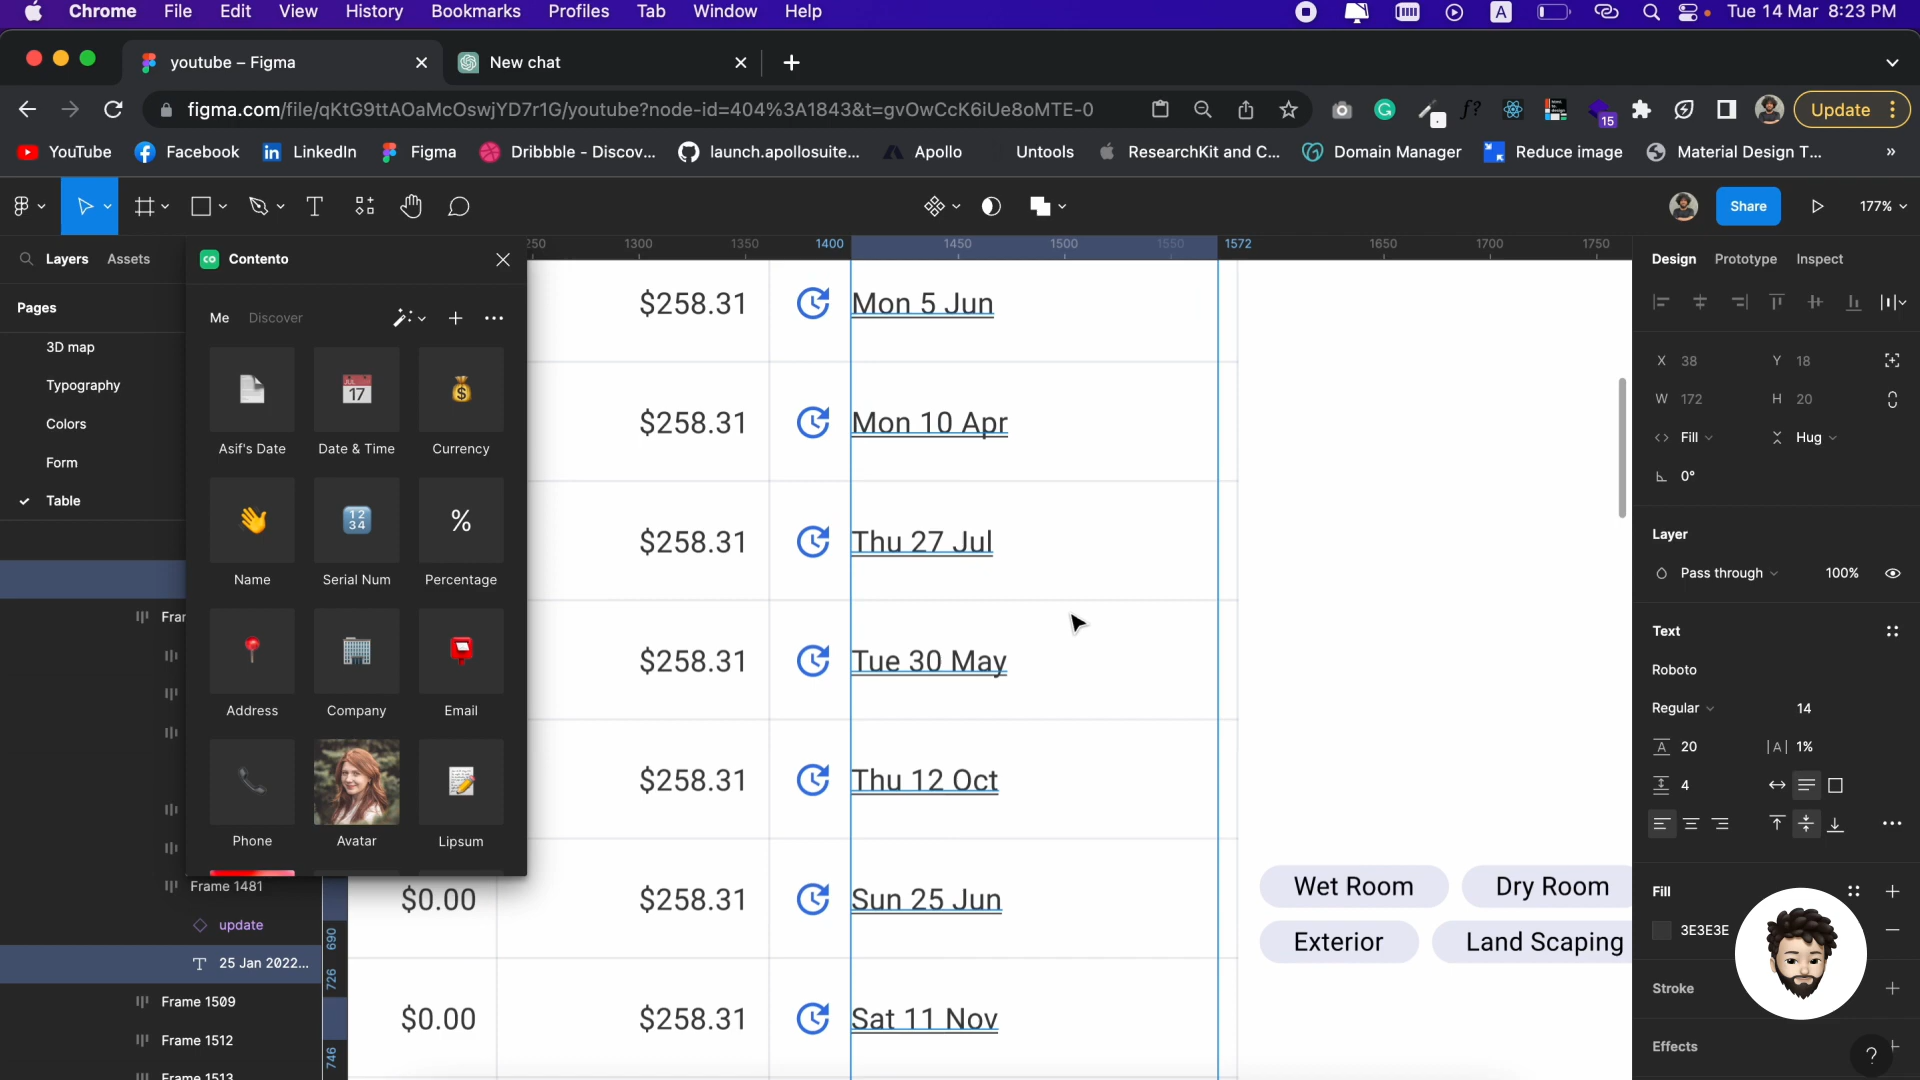 Chrome File Edit View History Bookmarks Profiles Tab Window Help A Tue 14 Mar 8:23 PM
youtube – Figma New chat
figma.com/file/qKtG9ttAOaMcOswjYD7r1G/youtube?node-id=404%3A1843&t=gvOwCcK6iUe8oMTE-0 f? 15 Update
YouTube Facebook LinkedIn Figma Dribbble - Discov... launch.apollosuite... Apollo Untools ResearchKit and C... Domain Manager Reduce image Material Design T... »
Share 177%
Layers Assets
Contento
250 1300 1350 1400 1450 1500 1550 1572 1650 1700 1750
Design Prototype Inspect
Pages
3D map
Typography
Colors
Form
Table
Me Discover
JUL 17
Asif's Date Date & Time Currency
12 34 %
Name Serial Num Percentage
Address Company Email
Phone Avatar Lipsum
Fra
Frame 1481
update
25 Jan 2022...
Frame 1509
Frame 1512
Frame 1513
690
726
746
$258.31 Mon 5 Jun
$258.31 Mon 10 Apr
$258.31 Thu 27 Jul
$258.31 Tue 30 May
$258.31 Thu 12 Oct
$0.00 $258.31 Sun 25 Jun
$0.00 $258.31 Sat 11 Nov
Wet Room Dry Room
Exterior Land Scaping
X 38 Y 18
W 172 H 20
Fill Hug
0°
Layer
Pass through 100%
Text
Roboto
Regular 14
20 1%
4
Fill
3E3E3E
Stroke
Effects
?